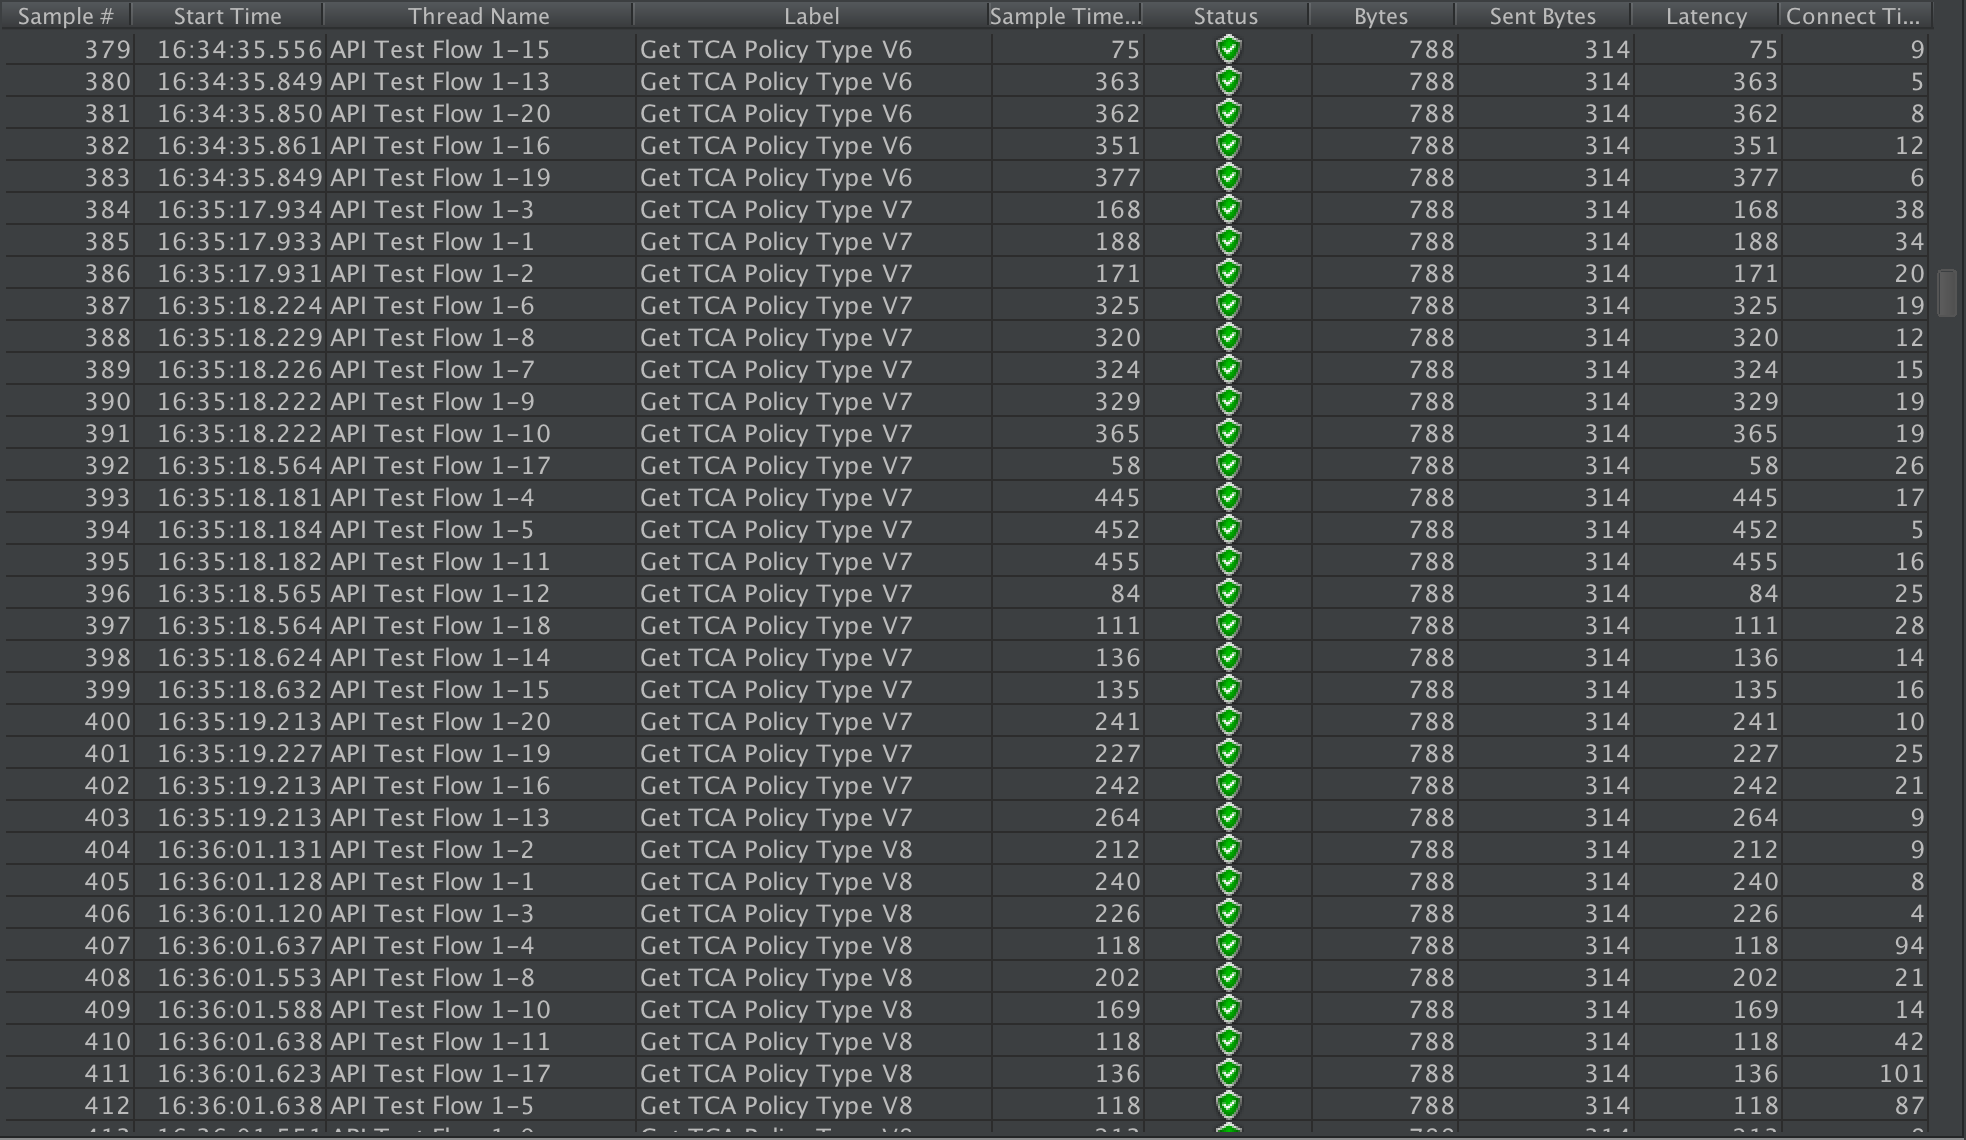 Sample # Start Time Thread Name Label Sample Time... Status Bytes Sent Bytes Latency Connect Ti...
379 16:34:35.556 API Test Flow 1-15 Get TCA Policy Type V6 75 788 314 75 9
380 16:34:35.849 API Test Flow 1-13 Get TCA Policy Type V6 363 788 314 363 5
381 16:34:35.850 API Test Flow 1-20 Get TCA Policy Type V6 362 788 314 362 8
382 16:34:35.861 API Test Flow 1-16 Get TCA Policy Type V6 351 788 314 351 12
383 16:34:35.849 API Test Flow 1-19 Get TCA Policy Type V6 377 788 314 377 6
384 16:35:17.934 API Test Flow 1-3 Get TCA Policy Type V7 168 788 314 168 38
385 16:35:17.933 API Test Flow 1-1 Get TCA Policy Type V7 188 788 314 188 34
386 16:35:17.931 API Test Flow 1-2 Get TCA Policy Type V7 171 788 314 171 20
387 16:35:18.224 API Test Flow 1-6 Get TCA Policy Type V7 325 788 314 325 19
388 16:35:18.229 API Test Flow 1-8 Get TCA Policy Type V7 320 788 314 320 12
389 16:35:18.226 API Test Flow 1-7 Get TCA Policy Type V7 324 788 314 324 15
390 16:35:18.222 API Test Flow 1-9 Get TCA Policy Type V7 329 788 314 329 19
391 16:35:18.222 API Test Flow 1-10 Get TCA Policy Type V7 365 788 314 365 19
392 16:35:18.564 API Test Flow 1-17 Get TCA Policy Type V7 58 788 314 58 26
393 16:35:18.181 API Test Flow 1-4 Get TCA Policy Type V7 445 788 314 445 17
394 16:35:18.184 API Test Flow 1-5 Get TCA Policy Type V7 452 788 314 452 5
395 16:35:18.182 API Test Flow 1-11 Get TCA Policy Type V7 455 788 314 455 16
396 16:35:18.565 API Test Flow 1-12 Get TCA Policy Type V7 84 788 314 84 25
397 16:35:18.564 API Test Flow 1-18 Get TCA Policy Type V7 111 788 314 111 28
398 16:35:18.624 API Test Flow 1-14 Get TCA Policy Type V7 136 788 314 136 14
399 16:35:18.632 API Test Flow 1-15 Get TCA Policy Type V7 135 788 314 135 16
400 16:35:19.213 API Test Flow 1-20 Get TCA Policy Type V7 241 788 314 241 10
401 16:35:19.227 API Test Flow 1-19 Get TCA Policy Type V7 227 788 314 227 25
402 16:35:19.213 API Test Flow 1-16 Get TCA Policy Type V7 242 788 314 242 21
403 16:35:19.213 API Test Flow 1-13 Get TCA Policy Type V7 264 788 314 264 9
404 16:36:01.131 API Test Flow 1-2 Get TCA Policy Type V8 212 788 314 212 9
405 16:36:01.128 API Test Flow 1-1 Get TCA Policy Type V8 240 788 314 240 8
406 16:36:01.120 API Test Flow 1-3 Get TCA Policy Type V8 226 788 314 226 4
407 16:36:01.637 API Test Flow 1-4 Get TCA Policy Type V8 118 788 314 118 94
408 16:36:01.553 API Test Flow 1-8 Get TCA Policy Type V8 202 788 314 202 21
409 16:36:01.588 API Test Flow 1-10 Get TCA Policy Type V8 169 788 314 169 14
410 16:36:01.638 API Test Flow 1-11 Get TCA Policy Type V8 118 788 314 118 42
411 16:36:01.623 API Test Flow 1-17 Get TCA Policy Type V8 136 788 314 136 101
412 16:36:01.638 API Test Flow 1-5 Get TCA Policy Type V8 118 788 314 118 87